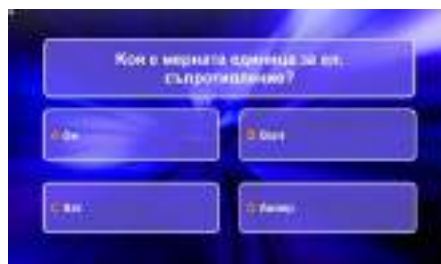 Коя е мерната единица за ел.
съпротивление?
A Ом
B Волт
C Ват
D Ампер